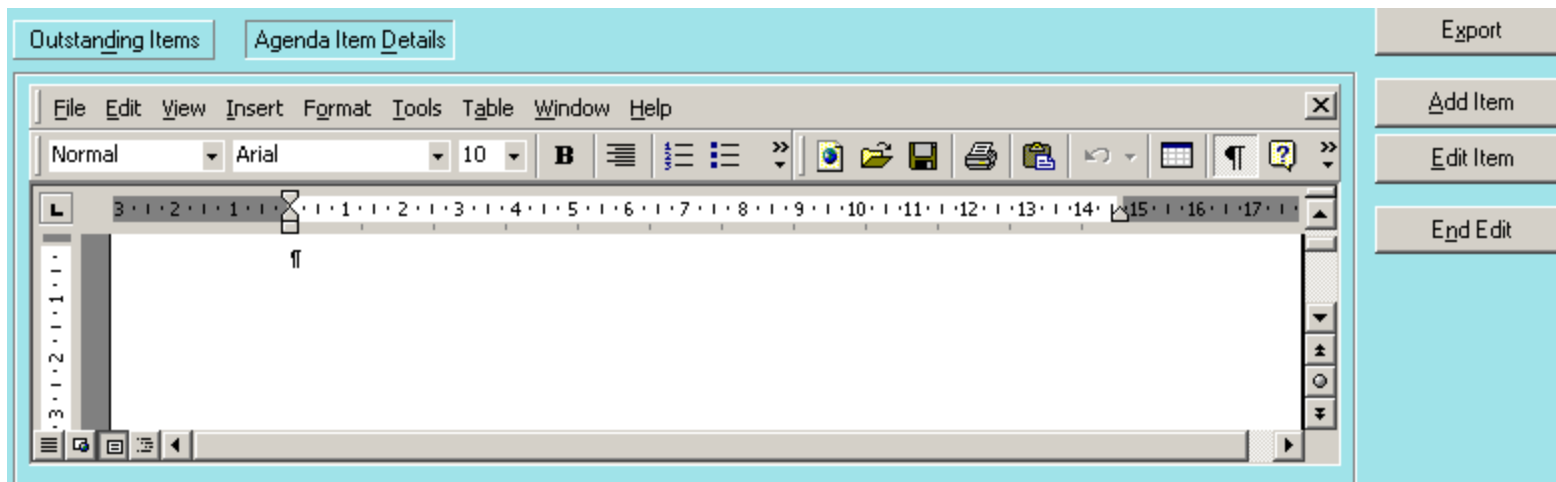 Outstanding Items Agenda Item Details
Export
File Edit View Insert Format Tools Table Window Help
Add Item
Normal Arial 10 B ¶
Edit Item
L 3 2 1 1 2 3 4 5 6 7 8 9 10 11 12 13 14 15 16 17
End Edit
¶
1
2
3